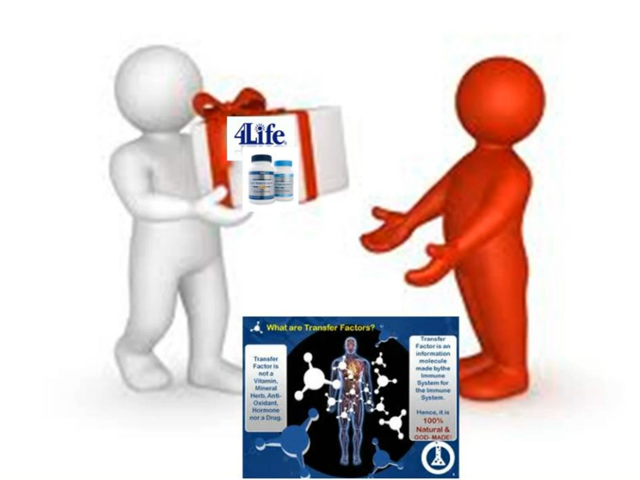 4Life®
What are Transfer Factors?
Transfer
Factor is
not a
Vitamin,
Mineral
Herb, Anti-
Oxidant,
Hormone
nor a Drug.
Transfer
Factor is an
information
molecule
made bythe
Immune
System for
the Immune
System.
Hence, it is
100%
Natural &
GOD-MADE!